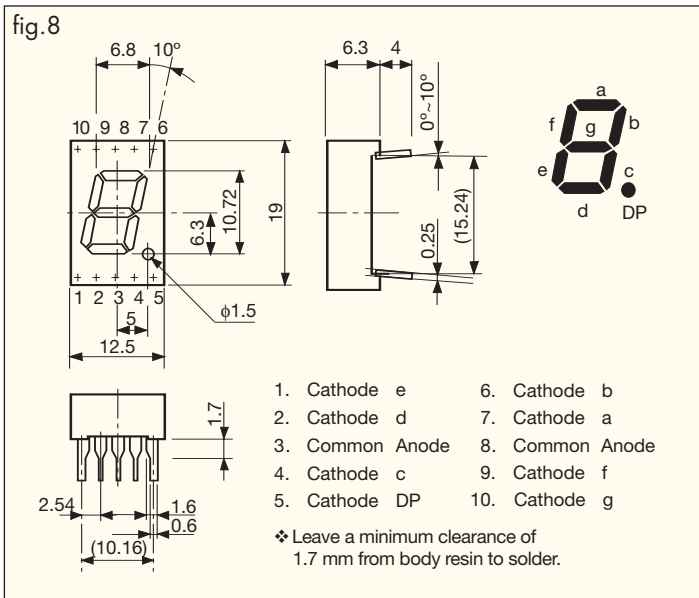 fig.8
6.8 10°
6.3 4
0°~10°
10 9 8 7 6
a
f g b
e c
d DP
10.72
19
6.3
(15.24)
0.25
1 2 3 4 5
φ1.5
5
12.5
1.7
2.54 1.6
0.6
(10.16)
1. Cathode e
2. Cathode d
3. Common Anode
4. Cathode c
5. Cathode DP
6. Cathode b
7. Cathode a
8. Common Anode
9. Cathode f
10. Cathode g
❖ Leave a minimum clearance of
1.7 mm from body resin to solder.